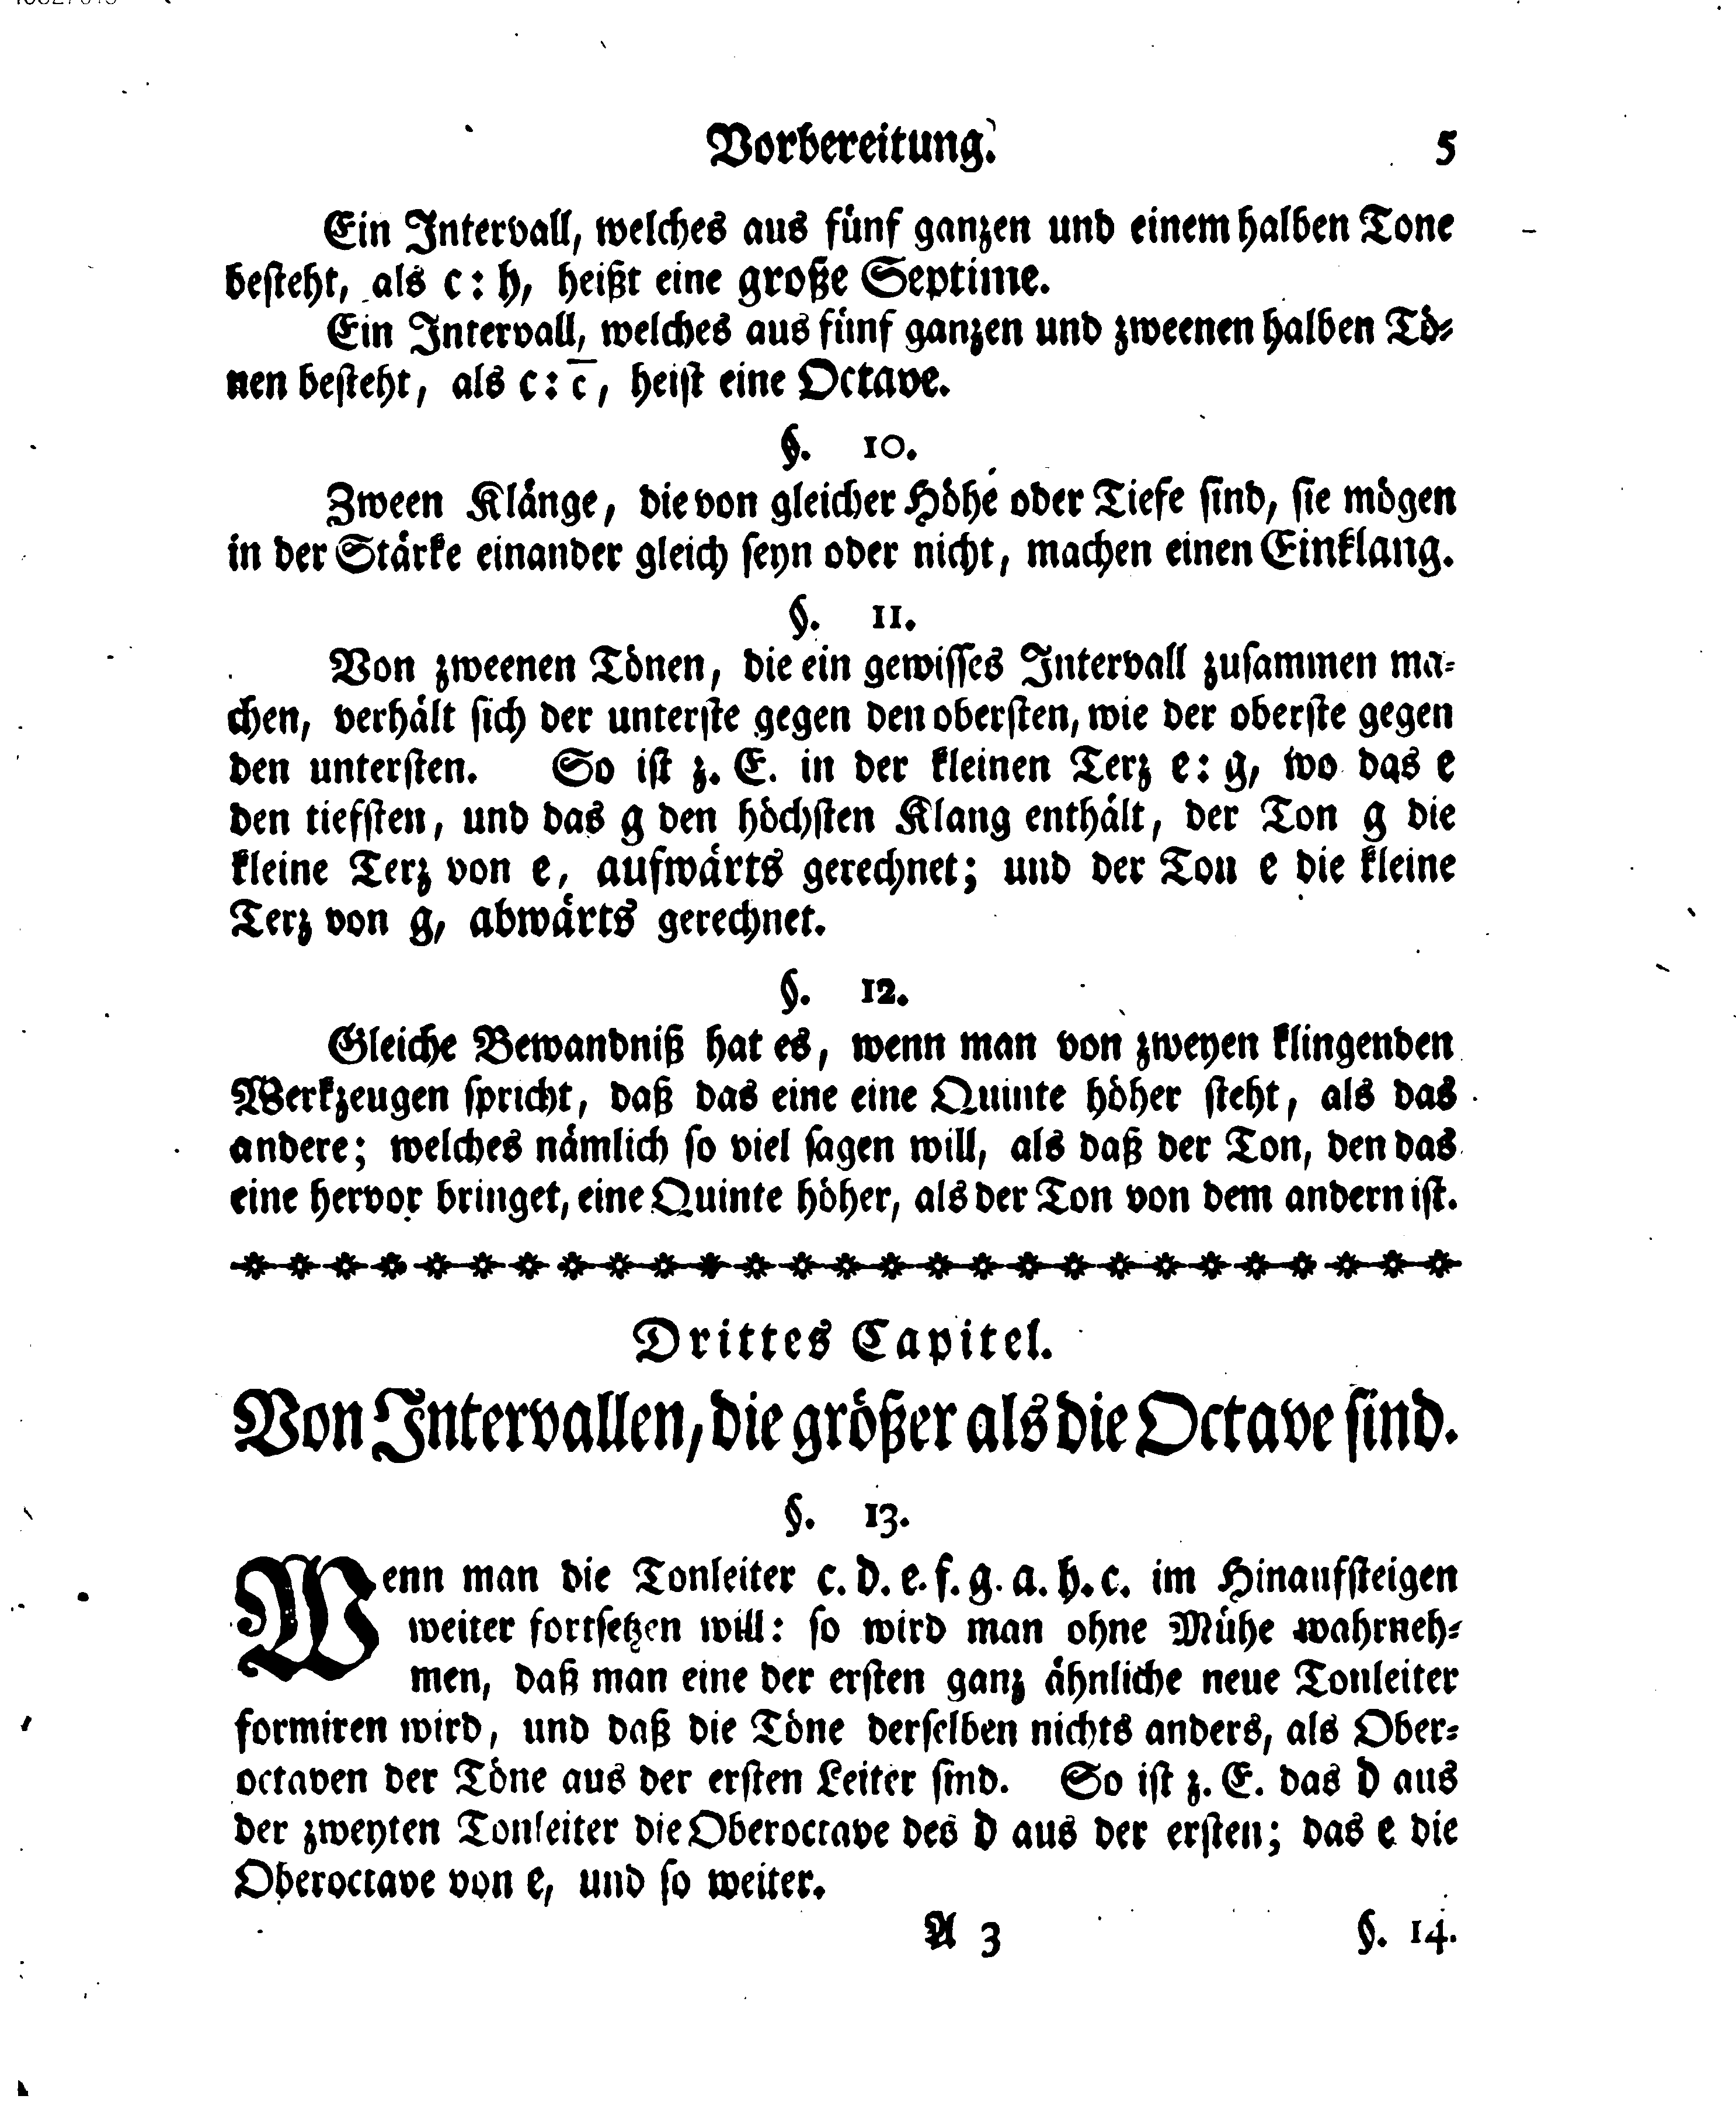 Vorbereitung. 5
Ein Intervall, welches aus fünf ganzen und einem halben Tone
besteht, als c: h, heißt eine große Septime.
Ein Intervall, welches aus fünf ganzen und zweenen halben Tö-
nen besteht, als c: c̅, heist eine Octave.
§. 10.
Zween Klänge, die von gleicher Höhe oder Tiefe sind, sie mögen
in der Stärke einander gleich seyn oder nicht, machen einen Einklang.
§. 11.
Von zweenen Tönen, die ein gewisses Intervall zusammen ma-
chen, verhält sich der unterste gegen den obersten, wie der oberste gegen
den untersten. So ist z. E. in der kleinen Terz e: g, wo das e
den tiefsten, und das g den höchsten Klang enthält, der Ton g die
kleine Terz von e, aufwärts gerechnet; und der Ton e die kleine
Terz von g, abwärts gerechnet.
§. 12.
Gleiche Bewandniß hat es, wenn man von zweyen klingenden
Werkzeugen spricht, daß das eine eine Quinte höher steht, als das
andere; welches nämlich so viel sagen will, als daß der Ton, den das
eine hervor bringet, eine Quinte höher, als der Ton von dem andern ist.
Drittes Capitel.
Von Intervallen, die größer als die Octave sind.
§. 13.
Wenn man die Tonleiter c. d. e. f. g. a. h. c. im Hinaufsteigen
weiter fortsetzen will: so wird man ohne Mühe wahrneh-
men, daß man eine der ersten ganz ähnliche neue Tonleiter
formiren wird, und daß die Töne derselben nichts anders, als Ober-
octaven der Töne aus der ersten Leiter sind. So ist z. E. das d aus
der zweyten Tonleiter die Oberoctave des d aus der ersten; das e die
Oberoctave von e, und so weiter.
A 3 §. 14.